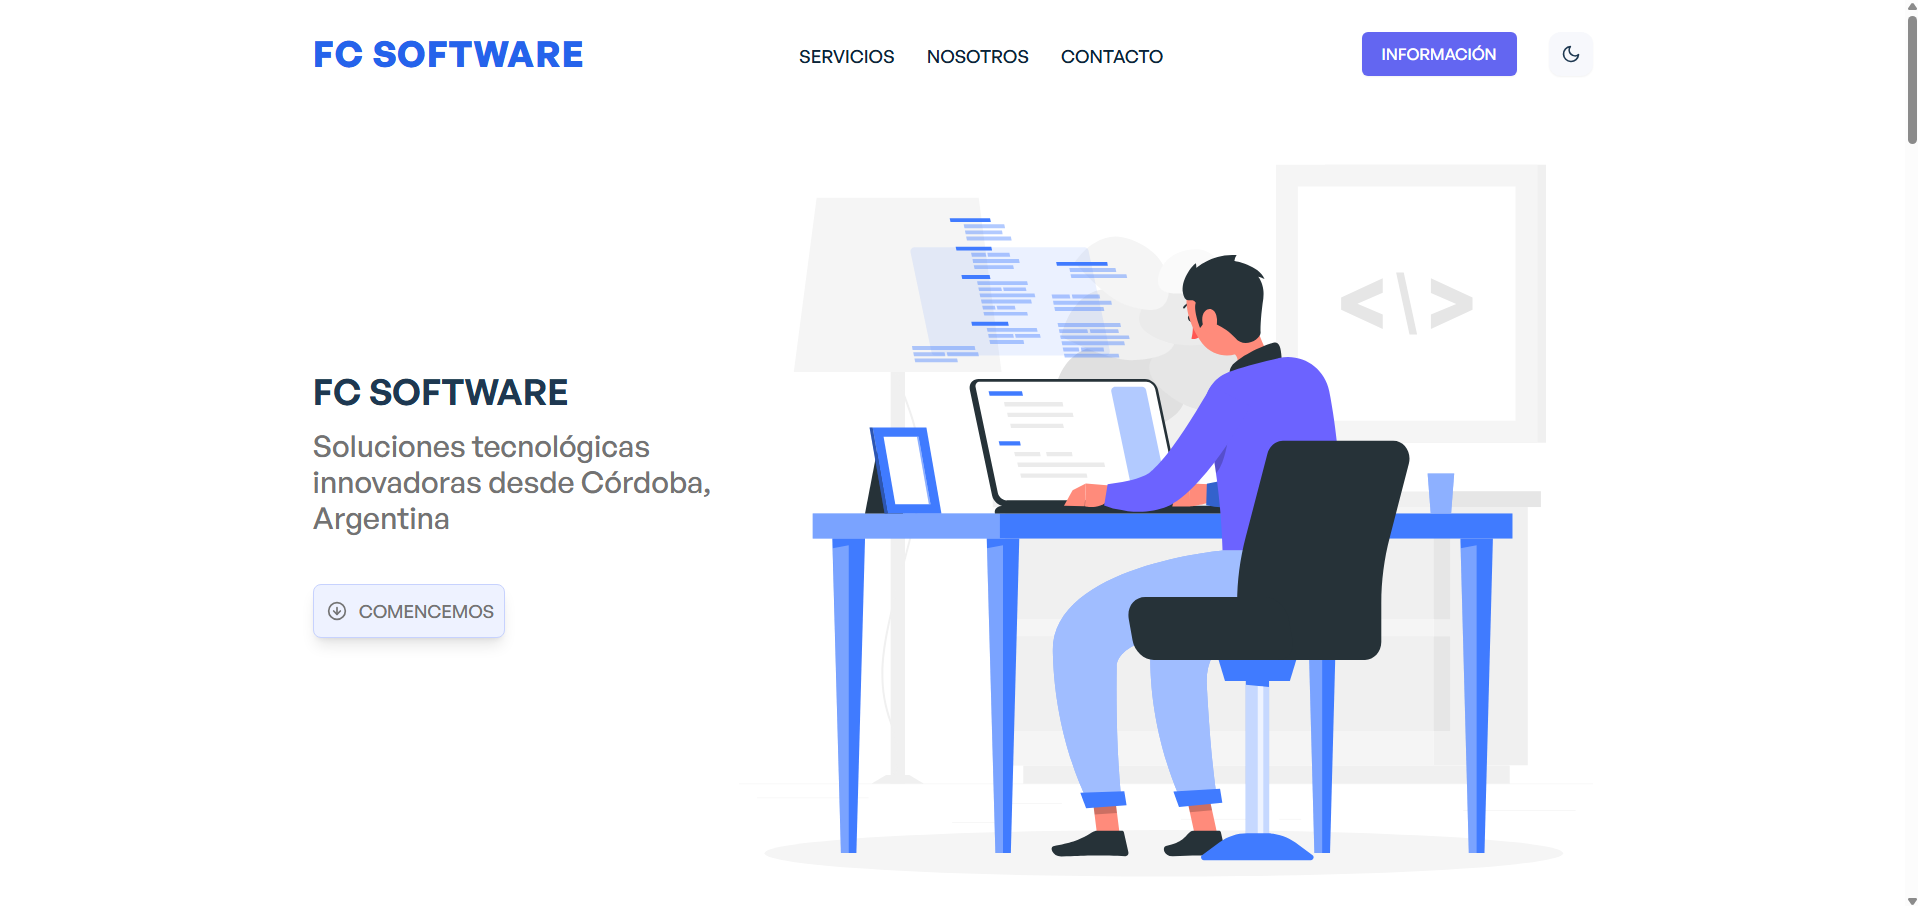 FC SOFTWARE
SERVICIOS
NOSOTROS
CONTACTO
INFORMACIÓN
</>
FC SOFTWARE
Soluciones tecnológicas
innovadoras desde Córdoba,
Argentina
COMENCEMOS